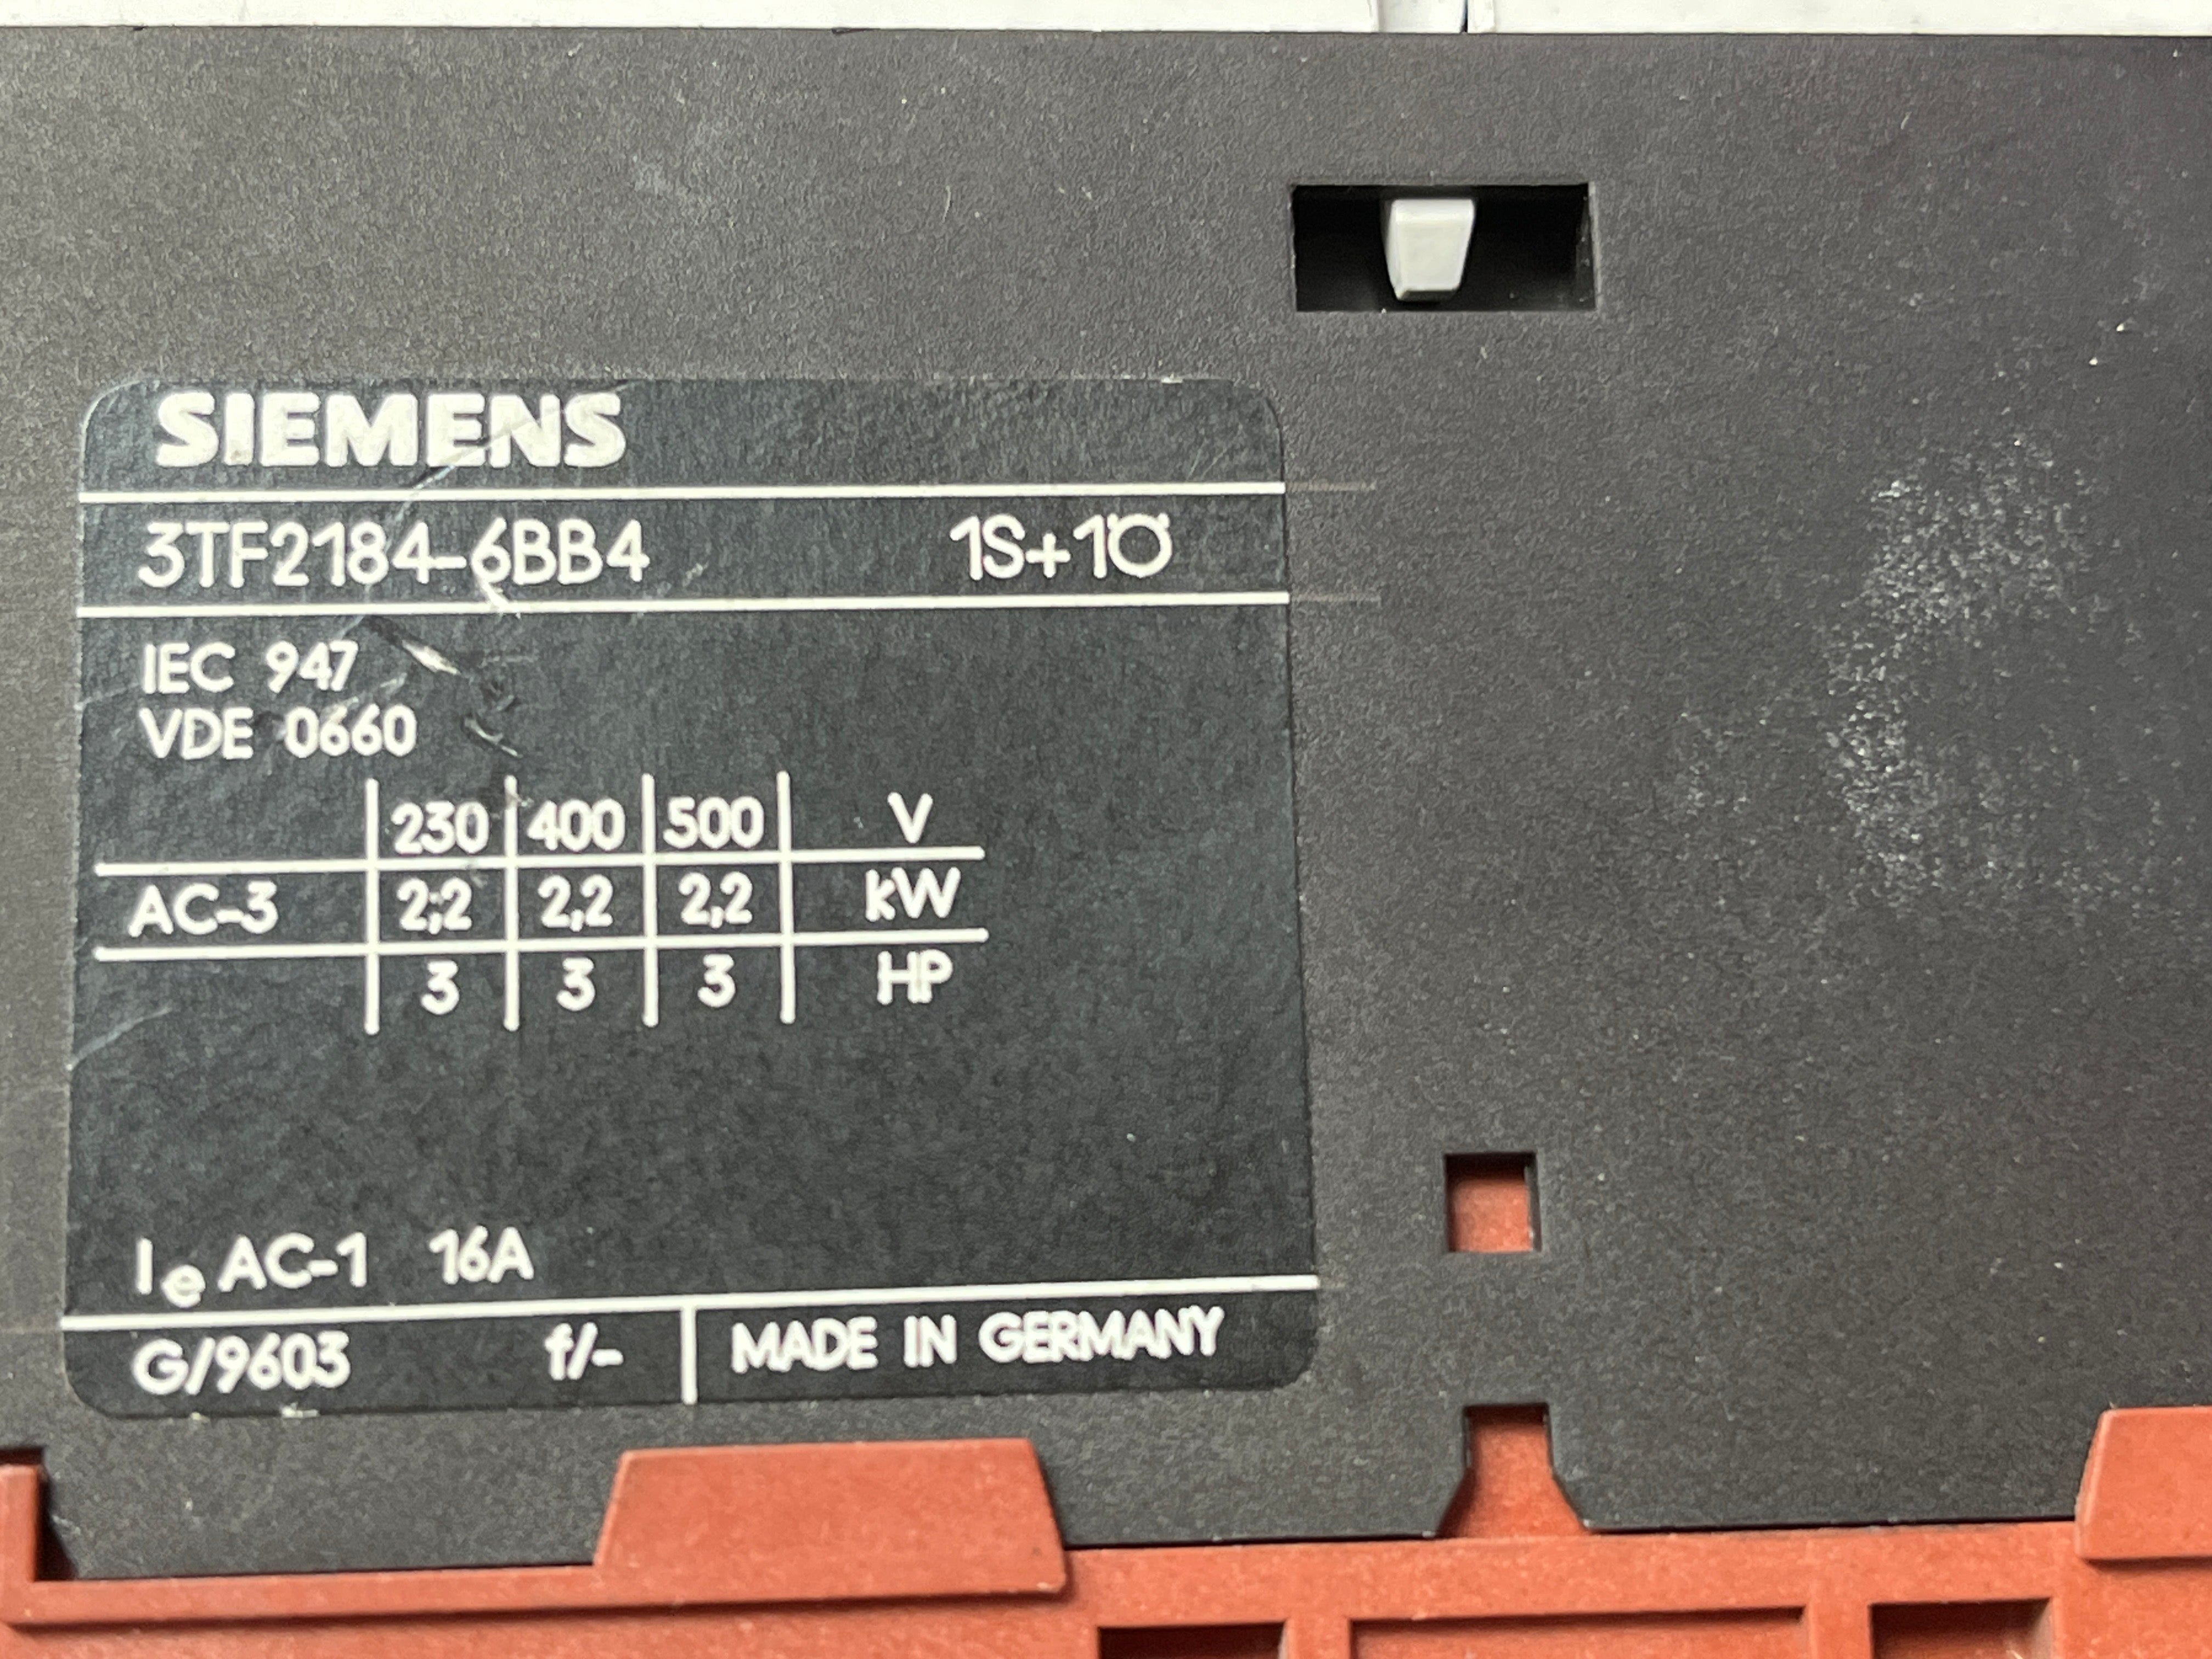 SIEMENS
3TF2184-6BB4 1S+1Ö
IEC 947
VDE 0660
230 400 500 V
AC-3 2,2 2,2 2,2 kW
3 3 3 HP
Ie AC-1 16A
G/9603 f/- MADE IN GERMANY